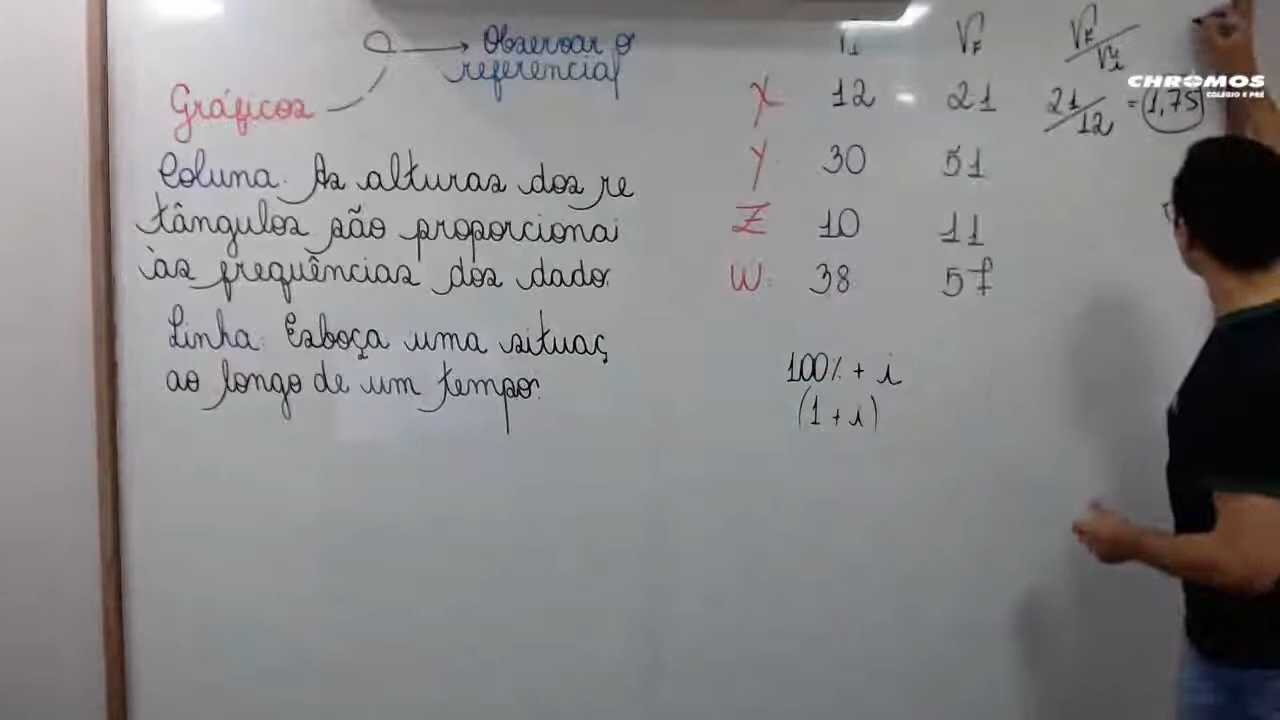 Observar o
referencial
Gráficos
Coluna: As alturas dos re
tângulos são proporcionai
às frequências dos dado
Linha: Esboça uma situaç
ao longo de um tempo.
Vi VF VF/Vi
X 12 21 21/12 = 1,75
Y 30 51
Z 10 11
W 38 57
100% + i
(1 + i)
CHROMOS
COLÉGIO E PRÉ